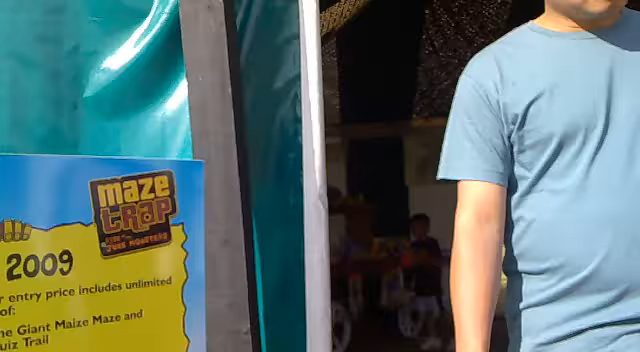 maze
trap
2009
r entry price includes unlimited
of:
he Giant Maize Maze and
uiz Trail